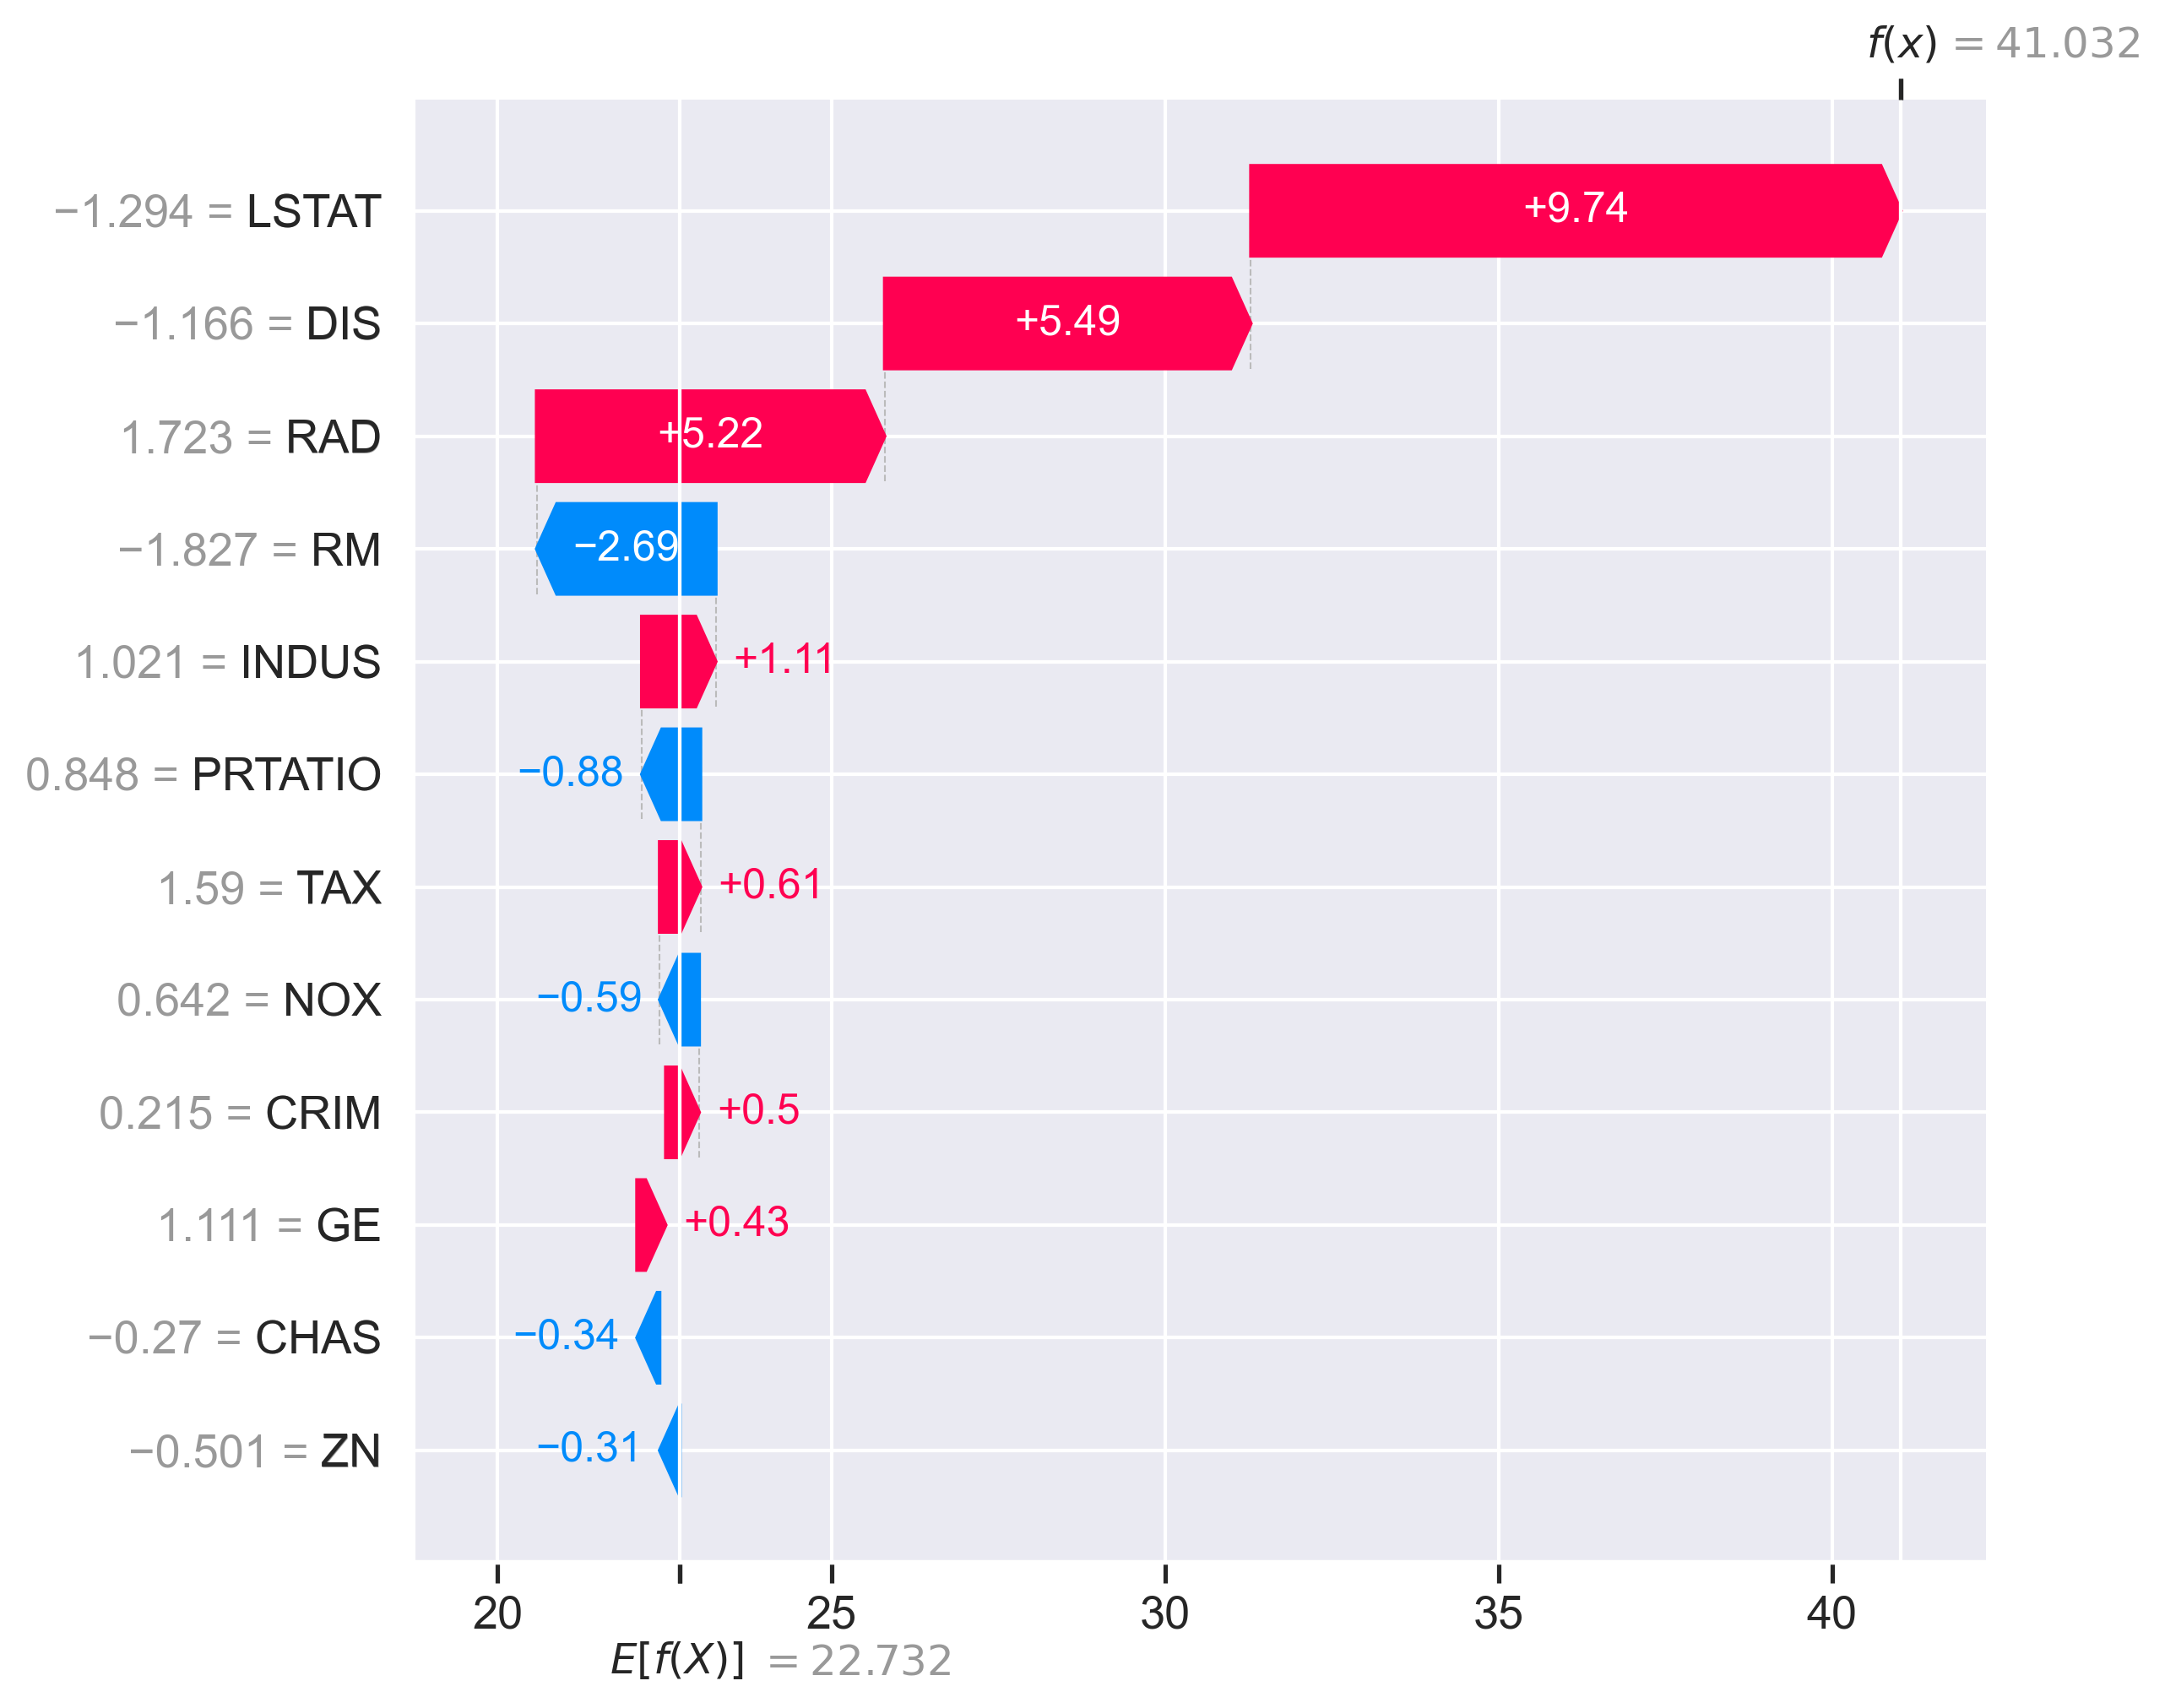 f(x) = 41.032
−1.294 = LSTAT
+9.74
−1.166 = DIS
+5.49
1.723 = RAD
+5.22
−1.827 = RM
−2.69
1.021 = INDUS
+1.11
0.848 = PRTATIO
−0.88
1.59 = TAX
+0.61
0.642 = NOX
−0.59
0.215 = CRIM
+0.5
1.111 = GE
+0.43
−0.27 = CHAS
−0.34
−0.501 = ZN
−0.31
20 25 30 35 40
E[f(X)] = 22.732